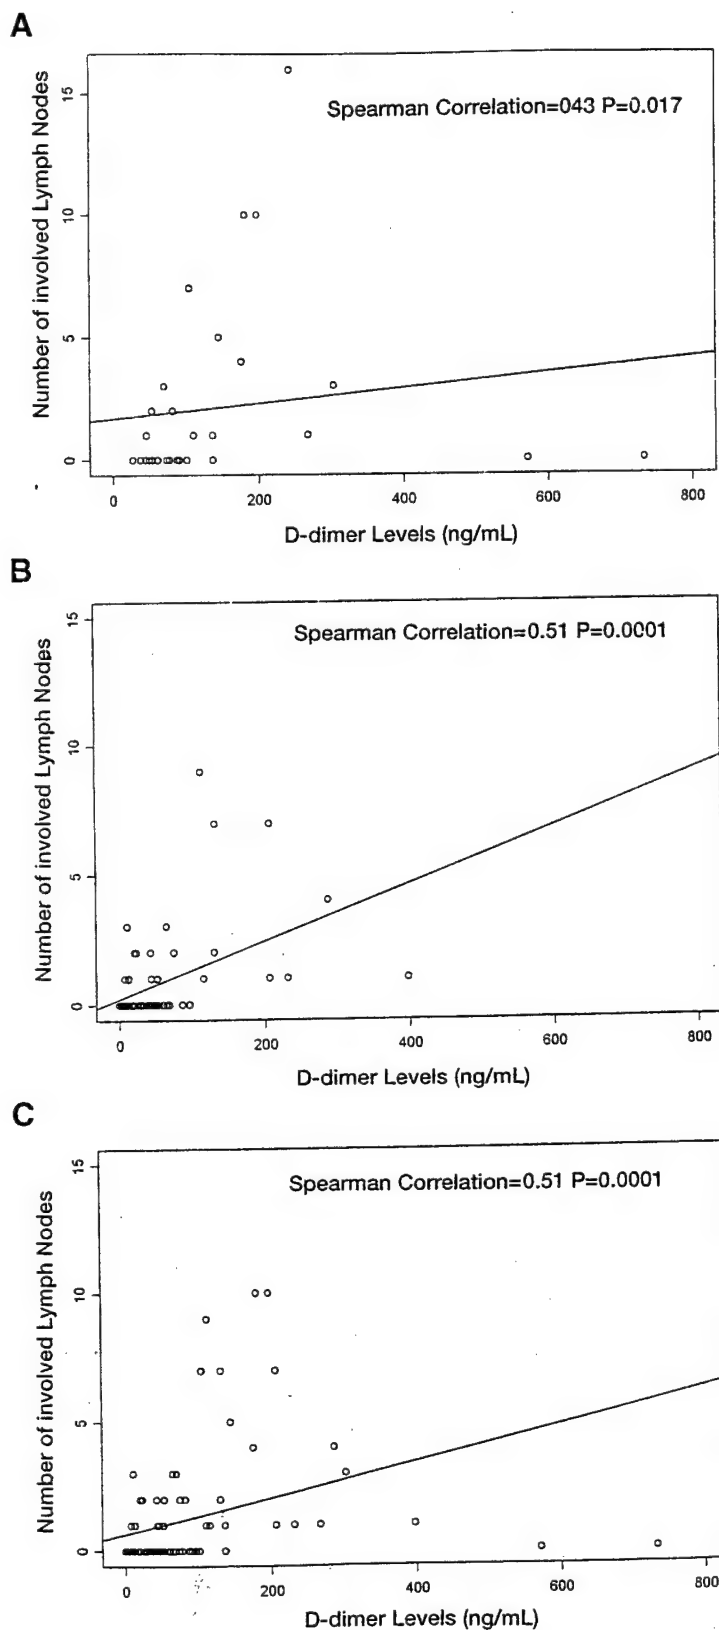 A
Number of involved Lymph Nodes
15
10
5
0
Spearman Correlation=043 P=0.017
0 200 400 600 800
D-dimer Levels (ng/mL)
B
Number of involved Lymph Nodes
15
10
5
0
Spearman Correlation=0.51 P=0.0001
0 200 400 600 800
D-dimer Levels (ng/mL)
C
Number of involved Lymph Nodes
15
10
5
0
Spearman Correlation=0.51 P=0.0001
0 200 400 600 800
D-dimer Levels (ng/mL)